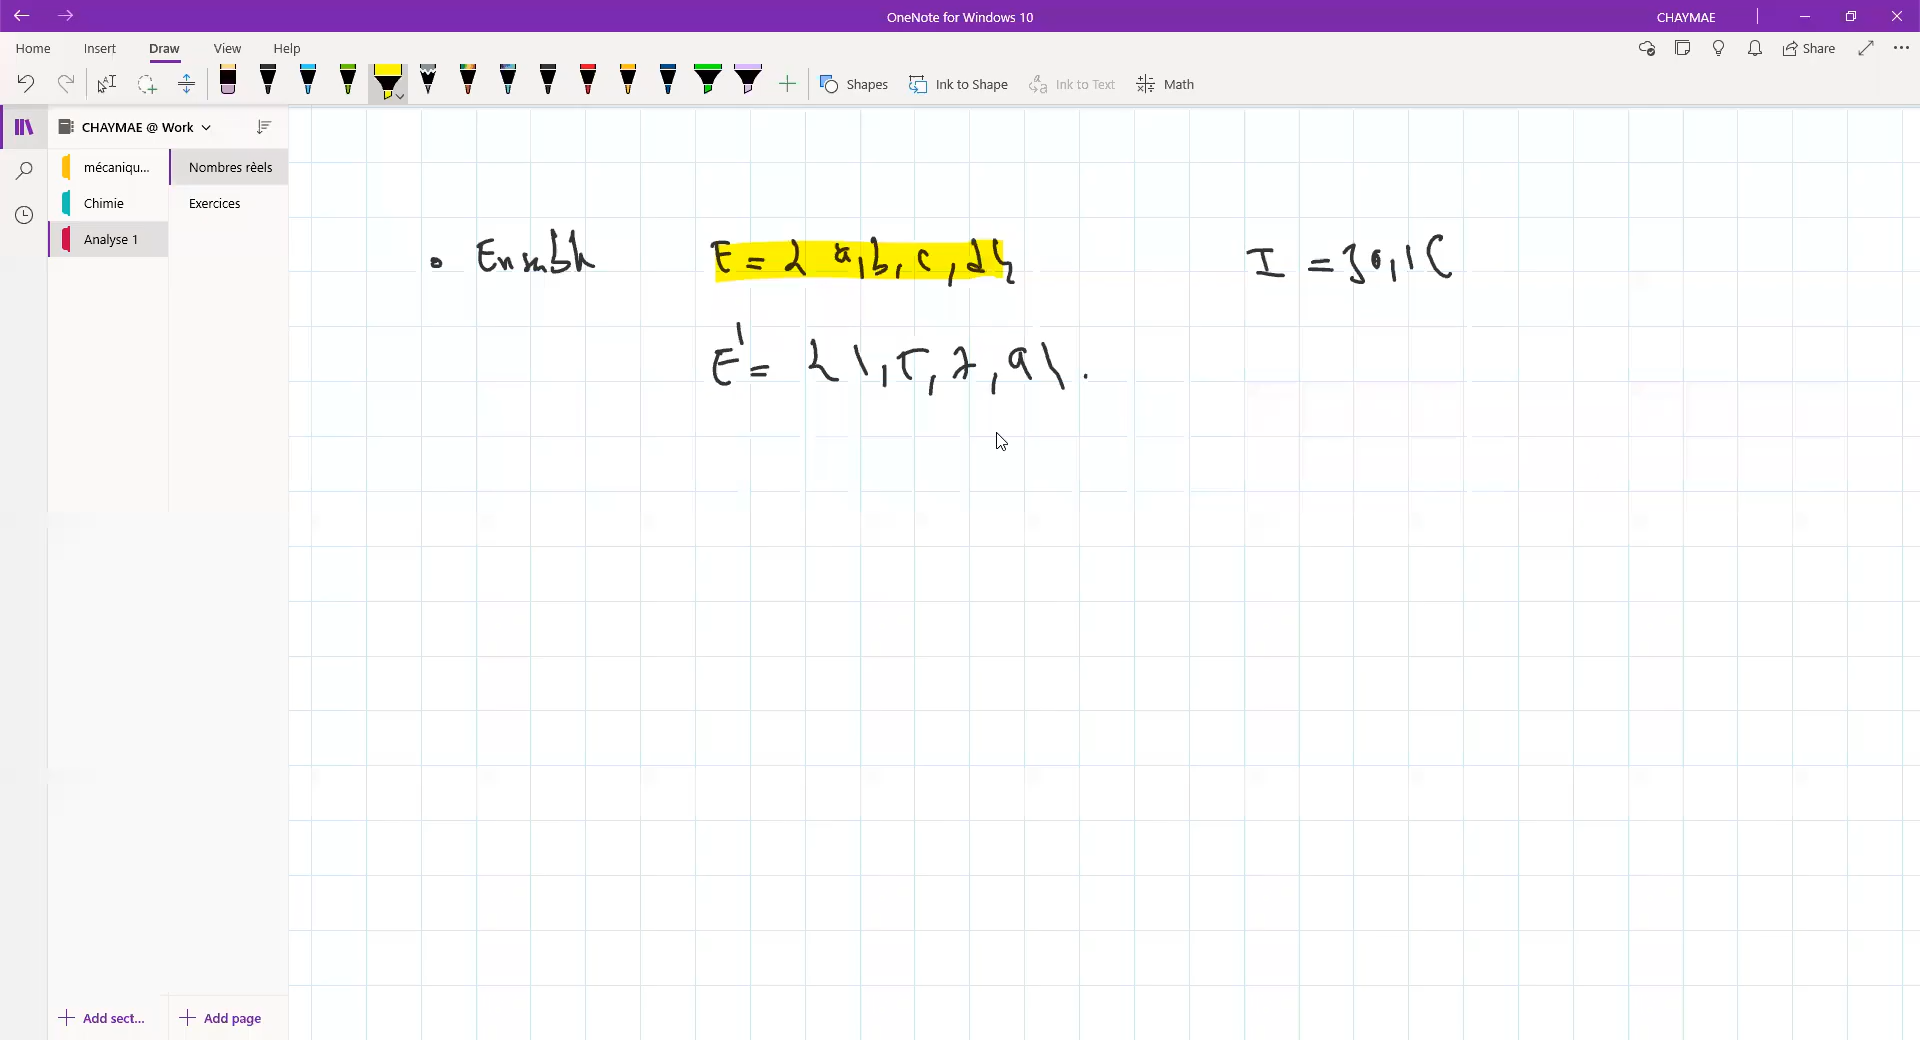 OneNote for Windows 10
CHAYMAE
Home Insert Draw View Help
Share
Shapes
Ink to Shape
Ink to Text
Math
CHAYMAE @ Work
mécaniqu...
Chimie
Analyse 1
Nombres rèels
Exercices
E = { a, b, c, d }
I = ]0, 1[
E' = { 1, 5, 7, 9 }.
Add sect...
Add page